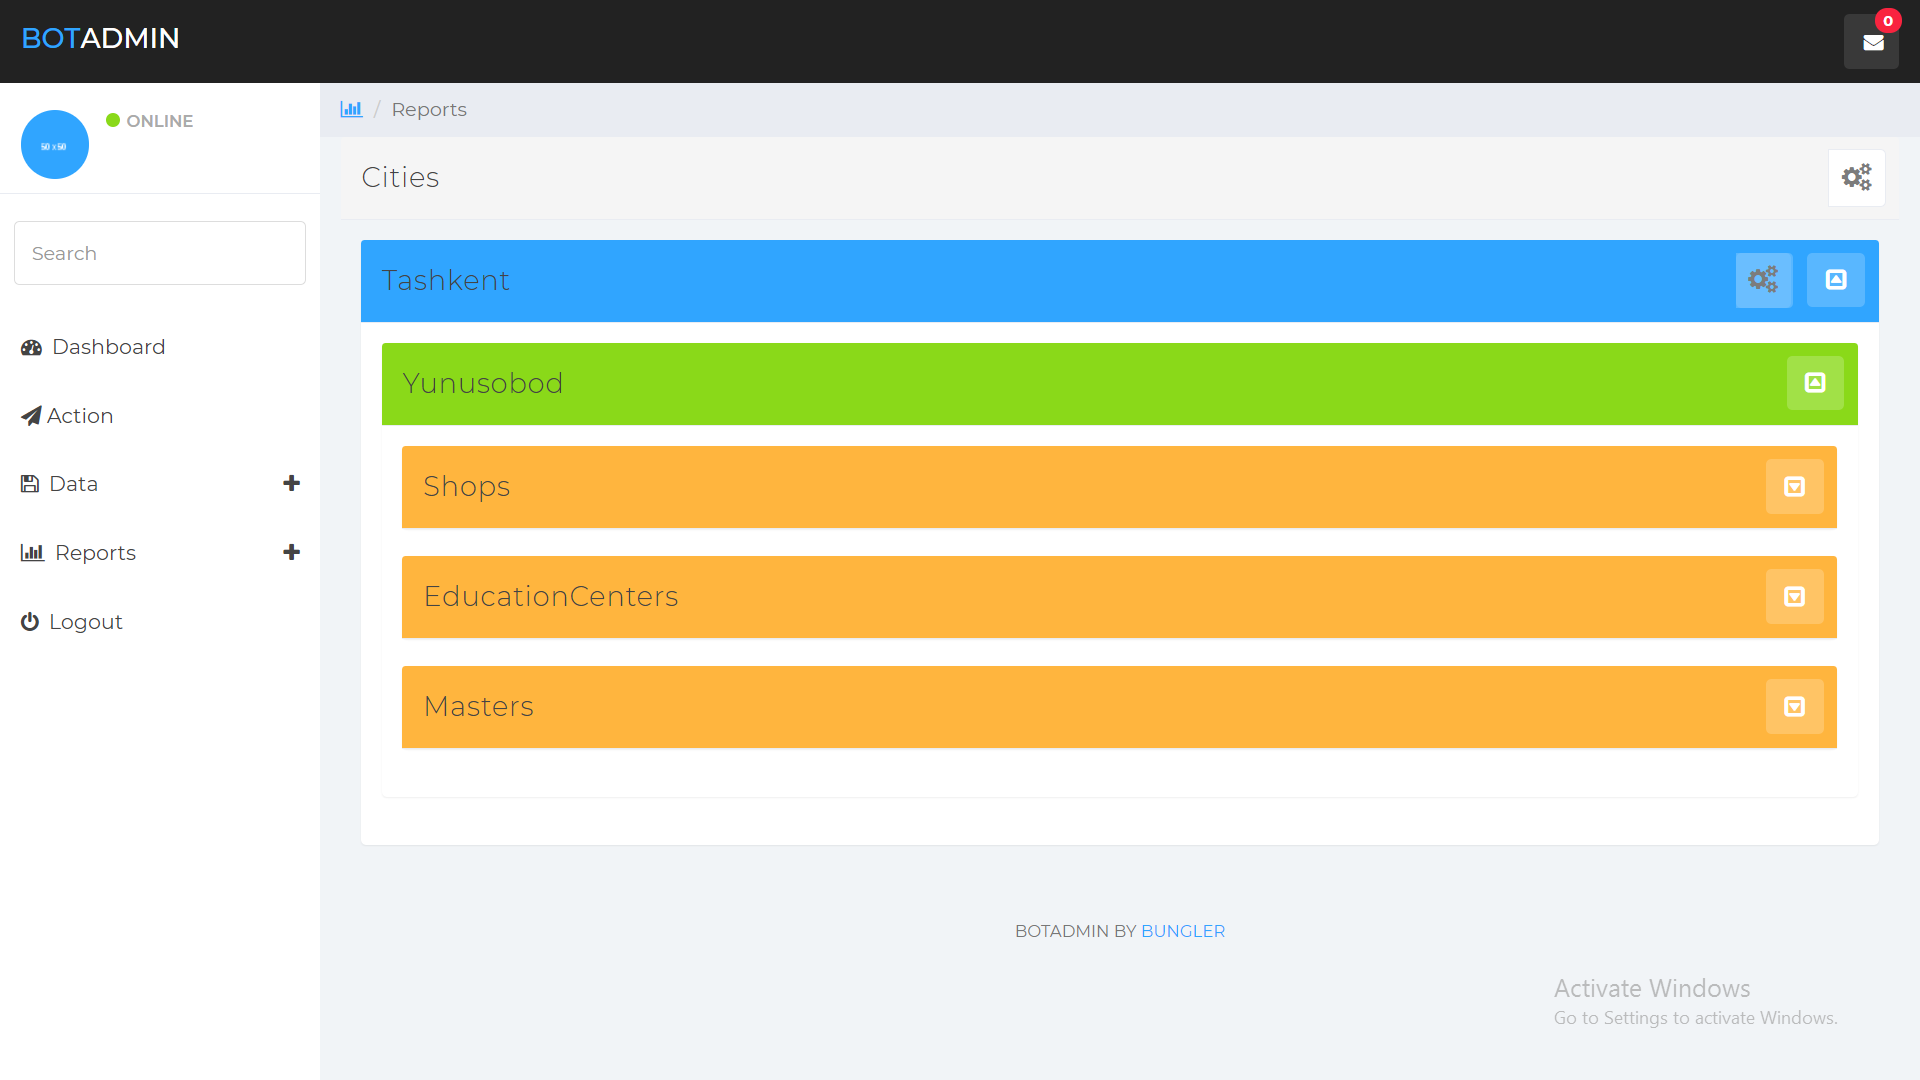 BOTADMIN
0
ONLINE
50 x 50
Search
Dashboard
Action
Data
Reports
Logout
/ Reports
Cities
Tashkent
Yunusobod
Shops
EducationCenters
Masters
BOTADMIN BY BUNGLER
Activate Windows
Go to Settings to activate Windows.